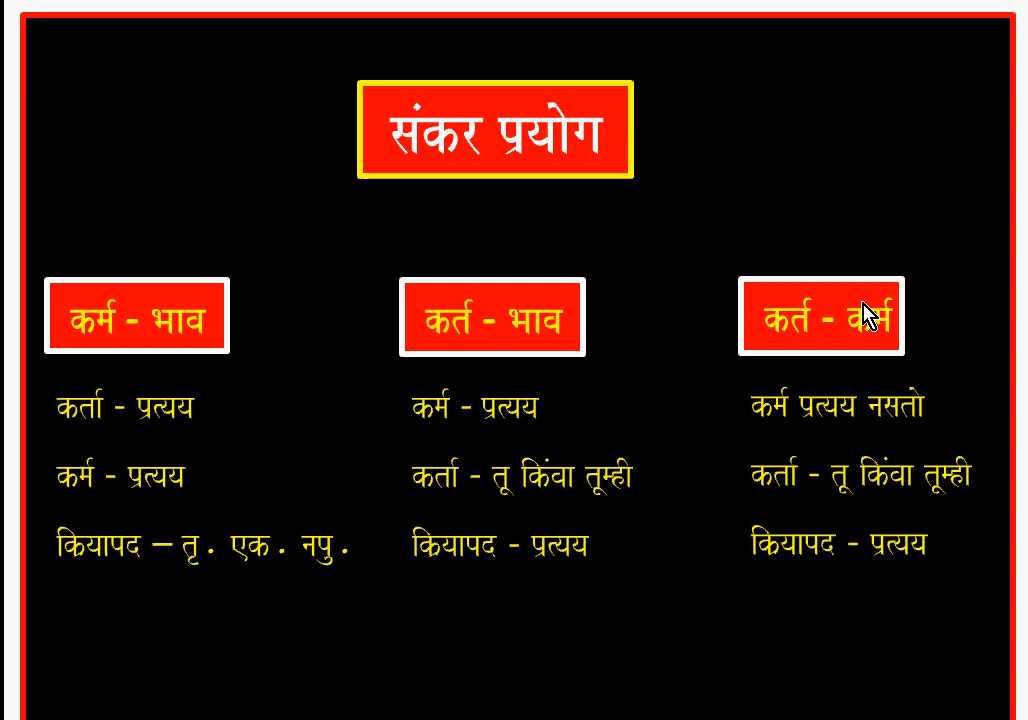 संकर प्रयोग
कर्म - भाव
कर्ता - प्रत्यय
कर्म - प्रत्यय
कियापद – तृ . एक . नपु .
कर्त - भाव
कर्म - प्रत्यय
कर्ता - तू किंवा तूम्ही
कियापद - प्रत्यय
कर्त - कर्म
कर्म प्रत्यय नसतो
कर्ता - तू किंवा तूम्ही
कियापद - प्रत्यय